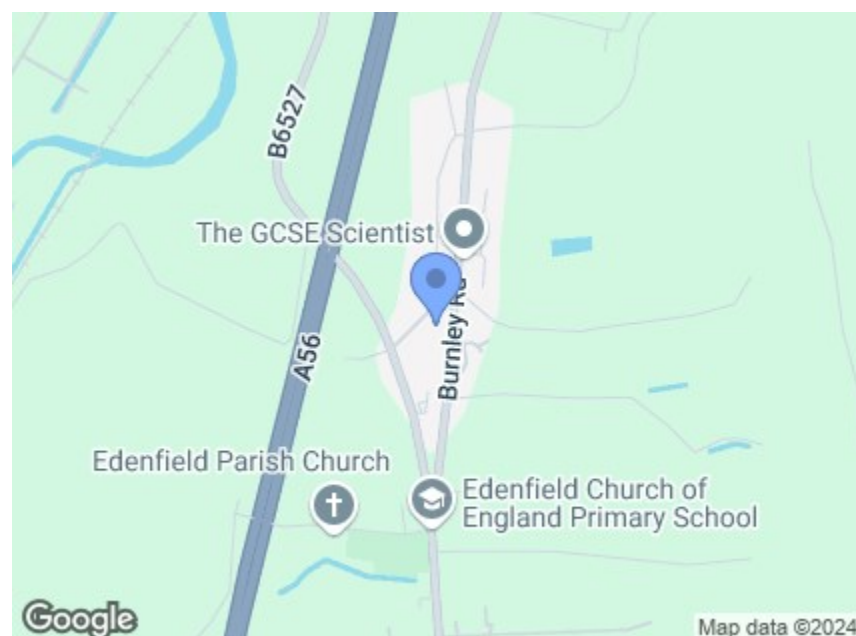 B6527
The GCSE Scientist
Burnley Rd
A56
Edenfield Parish Church
Edenfield Church of
England Primary School
Google
Map data ©2024